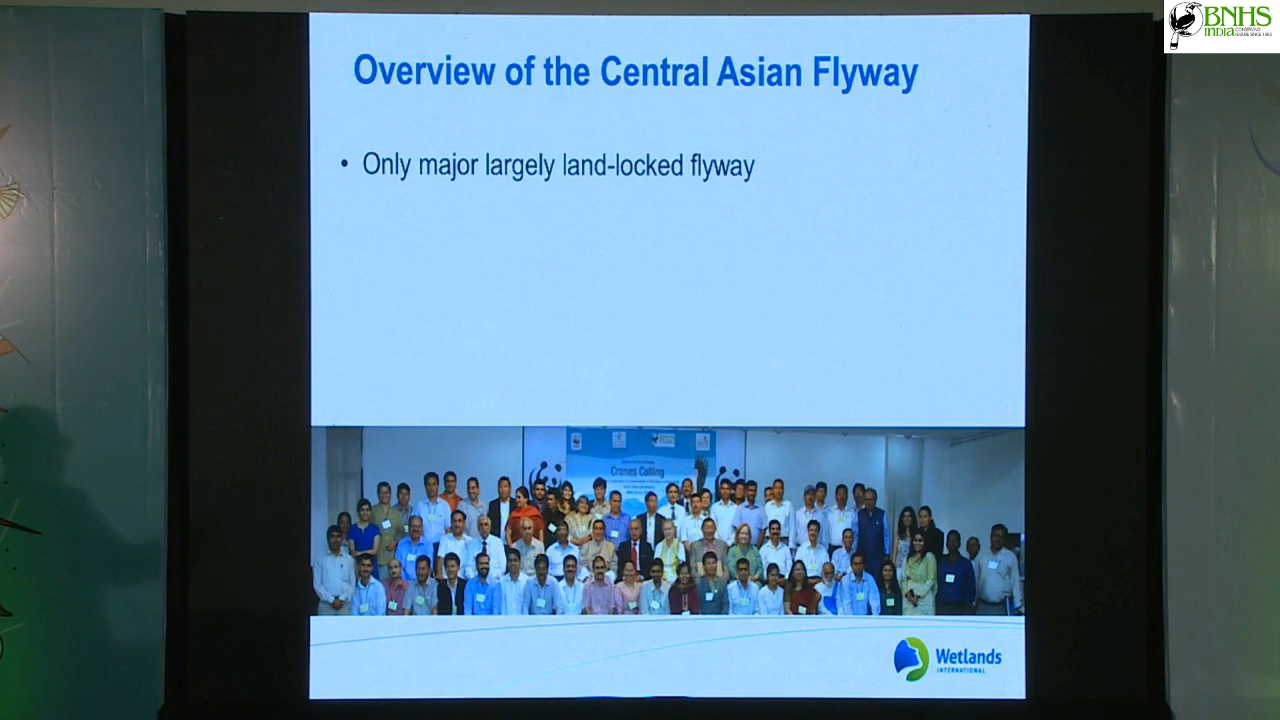 BNHS
INDIA
Overview of the Central Asian Flyway
• Only major largely land-locked flyway
Cranes Calling
Wetlands
INTERNATIONAL